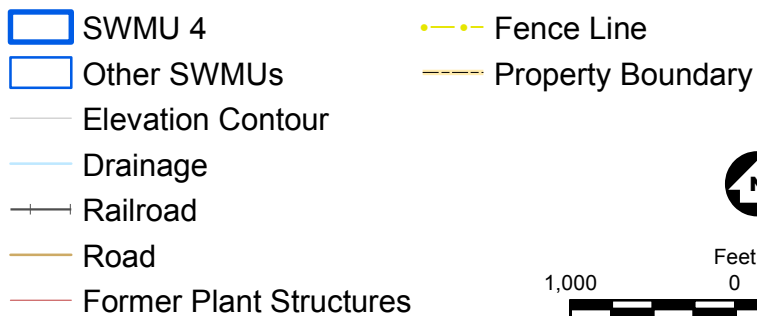 SWMU 4
Other SWMUs
Elevation Contour
Drainage
Railroad
Road
Former Plant Structures
Fence Line
Property Boundary
N
Feet
1,000 0